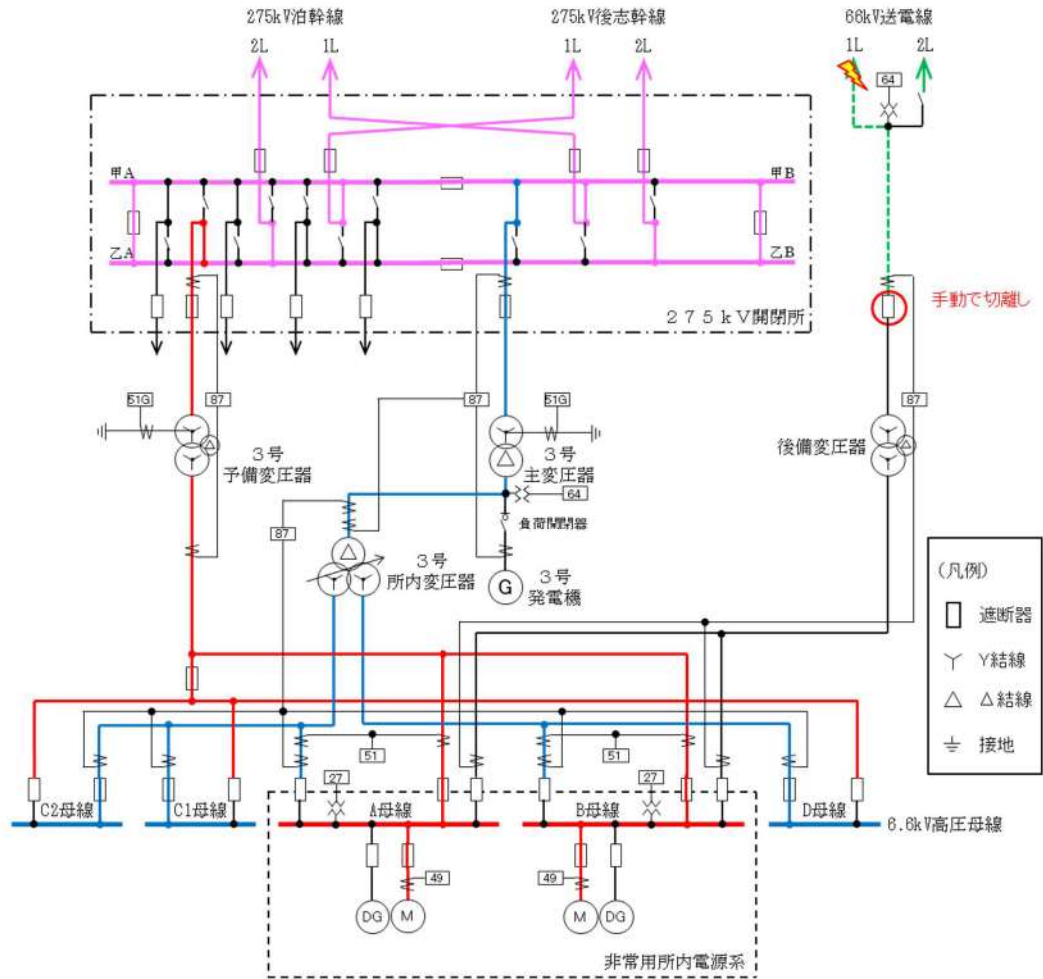 275kV泊幹線
275kV後志幹線
66kV送電線
2L
1L
1L
2L
1L
2L
64
甲A
甲B
乙A
乙B
275kV開閉所
手動で切離し
51G
87
87
51G
87
3号
予備変圧器
3号
主変圧器
後備変圧器
64
負荷開閉器
87
3号
所内変圧器
G
3号
発電機
(凡例)
遮断器
Y結線
Δ結線
接地
51
51
27
27
C2母線
C1母線
A母線
B母線
D母線
6.6kV高圧母線
49
49
DG
M
M
DG
非常用所内電源系